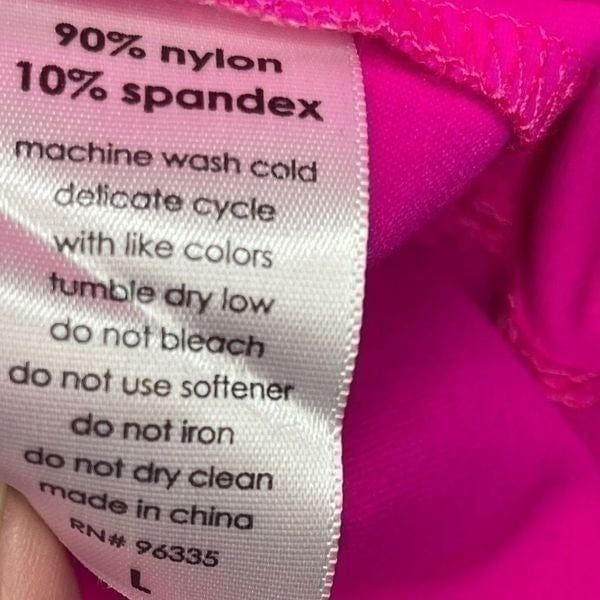 90% nylon
10% spandex
machine wash cold
delicate cycle
with like colors
tumble dry low
do not bleach
do not use softener
do not iron
do not dry clean
made in china
RN# 96335
L